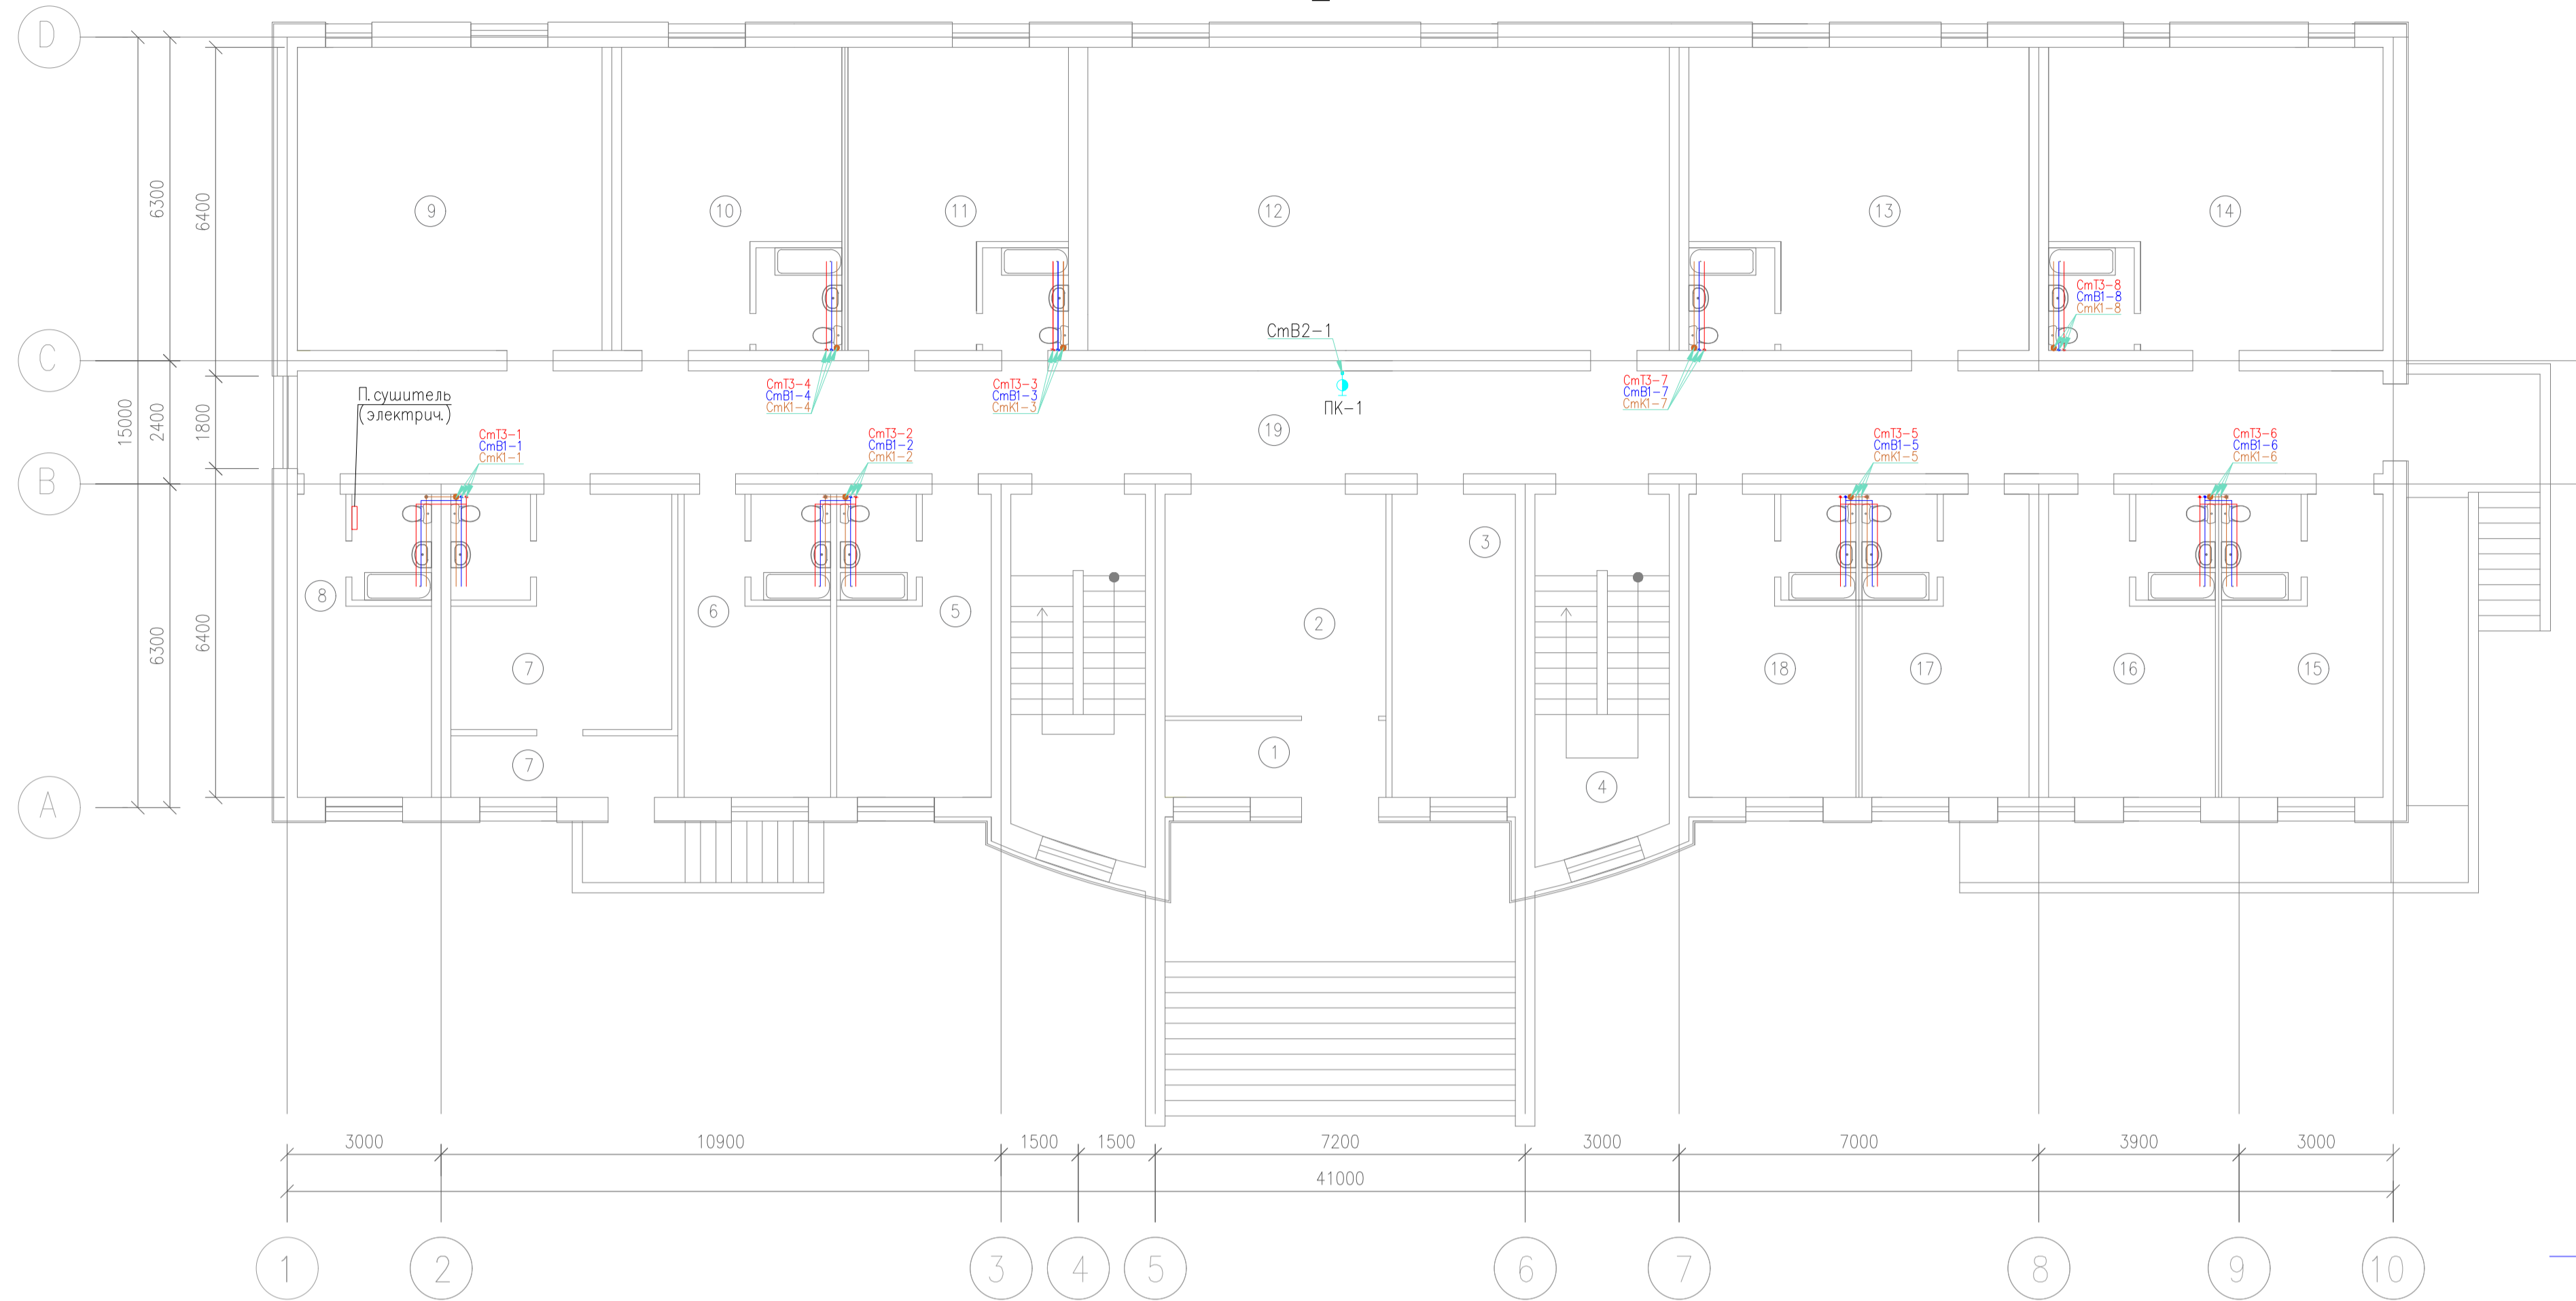 D
6300
6400
9
10
11
12
13
14
СтТ3-8
СтВ1-8
СтК1-8
СтВ2-1
C
П.сушитель
(электрич.)
СтТ3-4
СтВ1-4
СтК1-4
СтТ3-3
СтВ1-3
СтК1-3
ПК-1
СтТ3-7
СтВ1-7
СтК1-7
15000
2400
1800
19
СтТ3-1
СтВ1-1
СтК1-1
СтТ3-2
СтВ1-2
СтК1-2
СтТ3-5
СтВ1-5
СтК1-5
СтТ3-6
СтВ1-6
СтК1-6
B
3
8
6
5
2
6300
6400
7
18
17
16
15
7
1
4
A
3000
10900
1500
1500
7200
3000
7000
3900
3000
41000
1
2
3
4
5
6
7
8
9
10